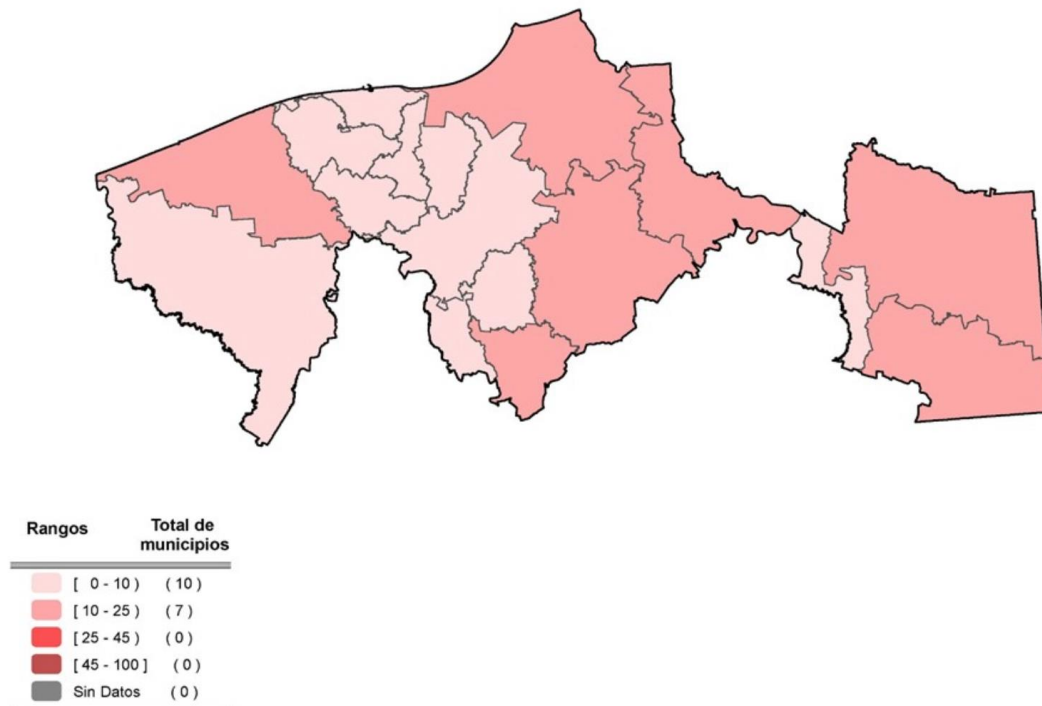 Rangos Total de municipios
[ 0 - 10 ) ( 10 )
[ 10 - 25 ) ( 7 )
[ 25 - 45 ) ( 0 )
[ 45 - 100 ] ( 0 )
Sin Datos ( 0 )